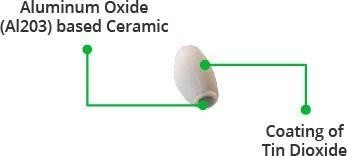 Aluminum Oxide
(Al203) based Ceramic
Coating of
Tin Dioxide